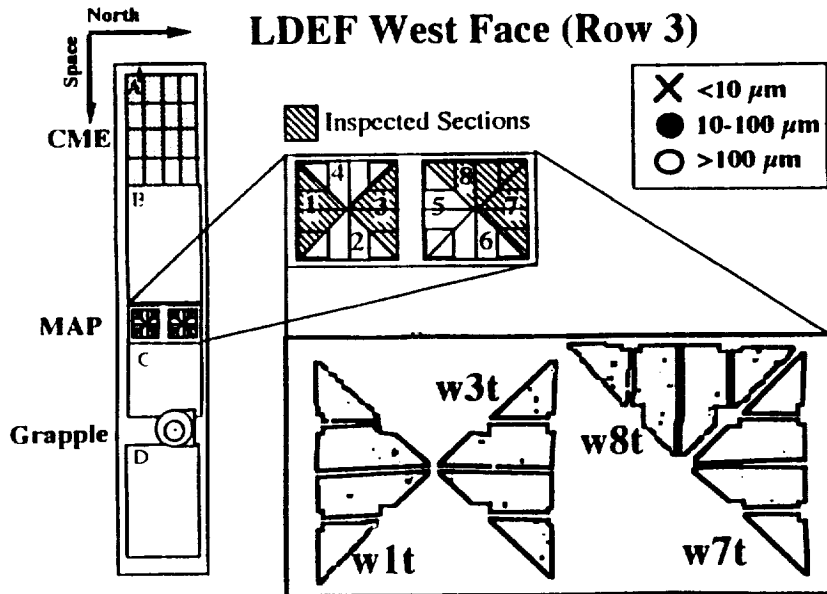 LDEF West Face (Row 3)
North
Space
A
CME
B
MAP
C
Grapple
D
Inspected Sections
<10 µm
10-100 µm
>100 µm
4
1
3
2
8
5
7
6
w3t
w8t
w1t
w7t